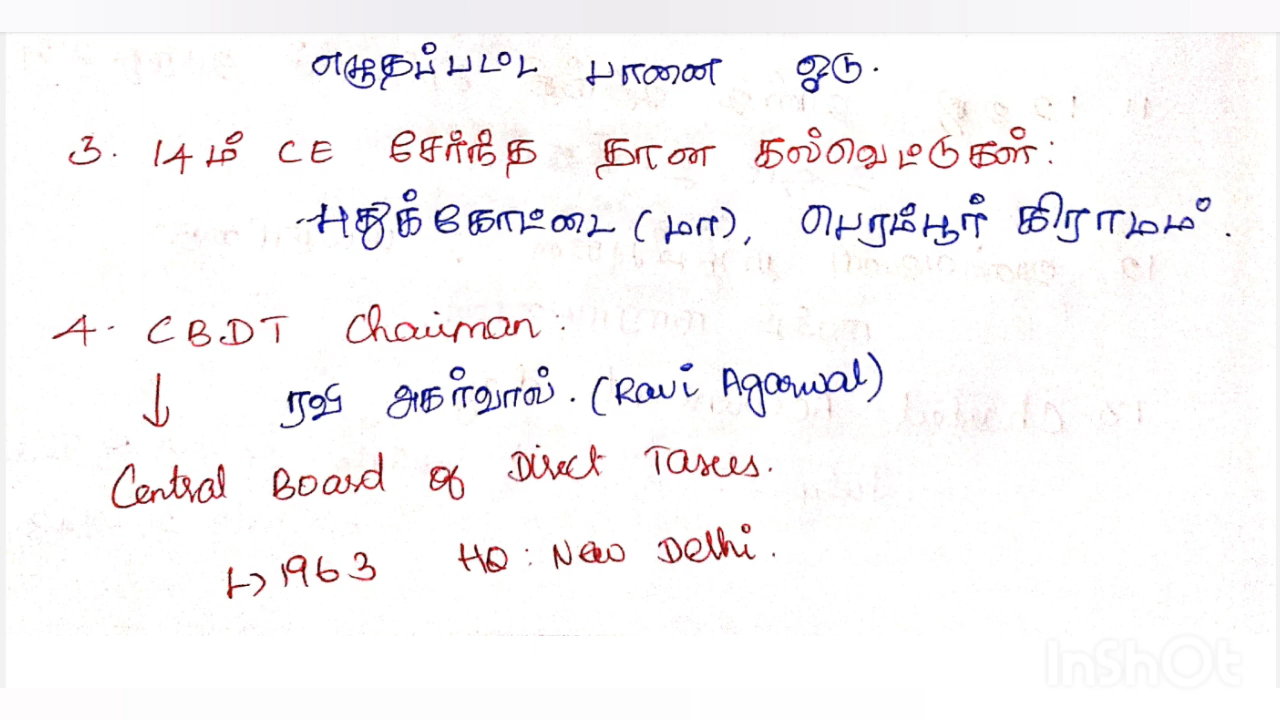 எழுதப்பட்ட பானை ஓடு.
3. 14ம் CE சேர்ந்த தான கல்வெட்டுகள்:
புதுக்கோட்டை (மா), பெரம்பூர் கிராமம்.
4. CBDT Chairman:
ரவி அகர்வால். (Ravi Agarwal)
Central Board of Direct Taxes.
↳ 1963 HQ: New Delhi.
InShOt